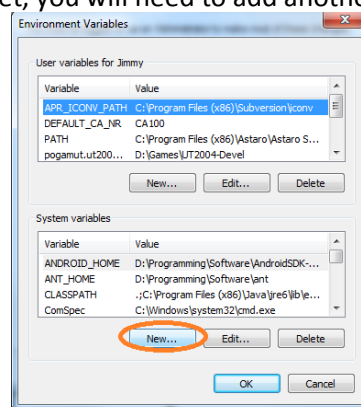 et, you will need to add anothe
Environment Variables
User variables for Jimmy
Variable Value
APR_ICONV_PATH C:\Program Files (x86)\Subversion\iconv
DEFAULT_CA_NR CA100
PATH C:\Program Files (x86)\Astaro\Astaro S...
pogamut.ut200... D:\Games\UT2004-Devel
New... Edit... Delete
System variables
Variable Value
ANDROID_HOME D:\Programming\Software\AndroidSDK-...
ANT_HOME D:\Programming\Software\ant
CLASSPATH .;C:\Program Files (x86)\Java\jre6\lib\e...
ComSpec C:\Windows\system32\cmd.exe
New... Edit... Delete
OK Cancel